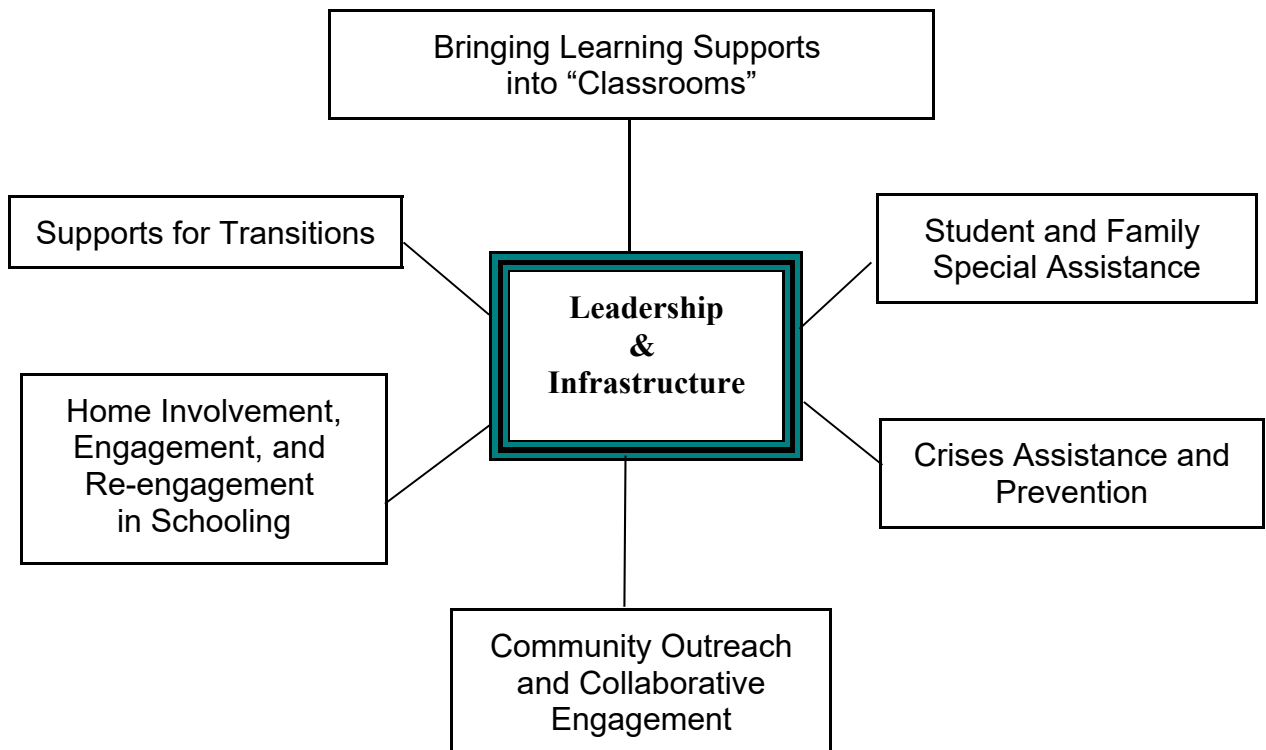 Bringing Learning Supports
into “Classrooms”
Supports for Transitions
Student and Family
Special Assistance
Leadership
&
Infrastructure
Home Involvement,
Engagement, and
Re-engagement
in Schooling
Crises Assistance and
Prevention
Community Outreach
and Collaborative
Engagement